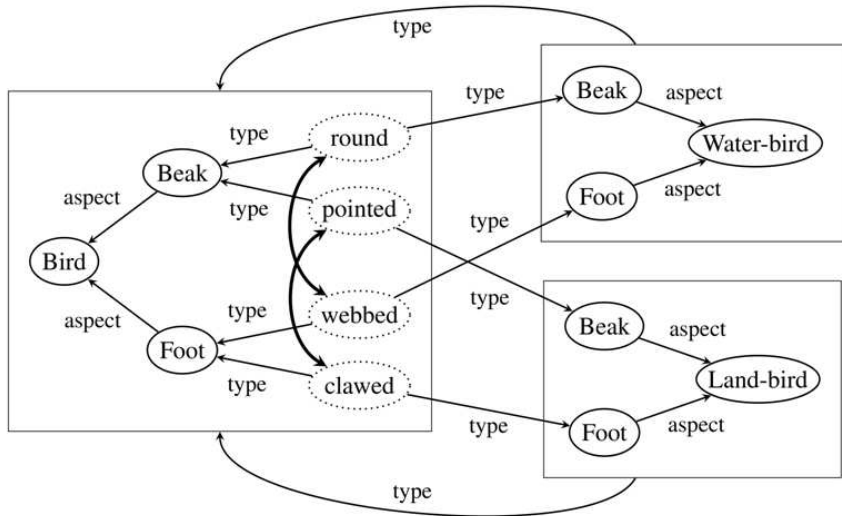 type
Beak
aspect
type
type
round
Water-bird
Beak
aspect
type
pointed
Foot
aspect
type
Bird
aspect
type
webbed
type
Beak
aspect
Foot
type
clawed
Land-bird
type
Foot
aspect
type